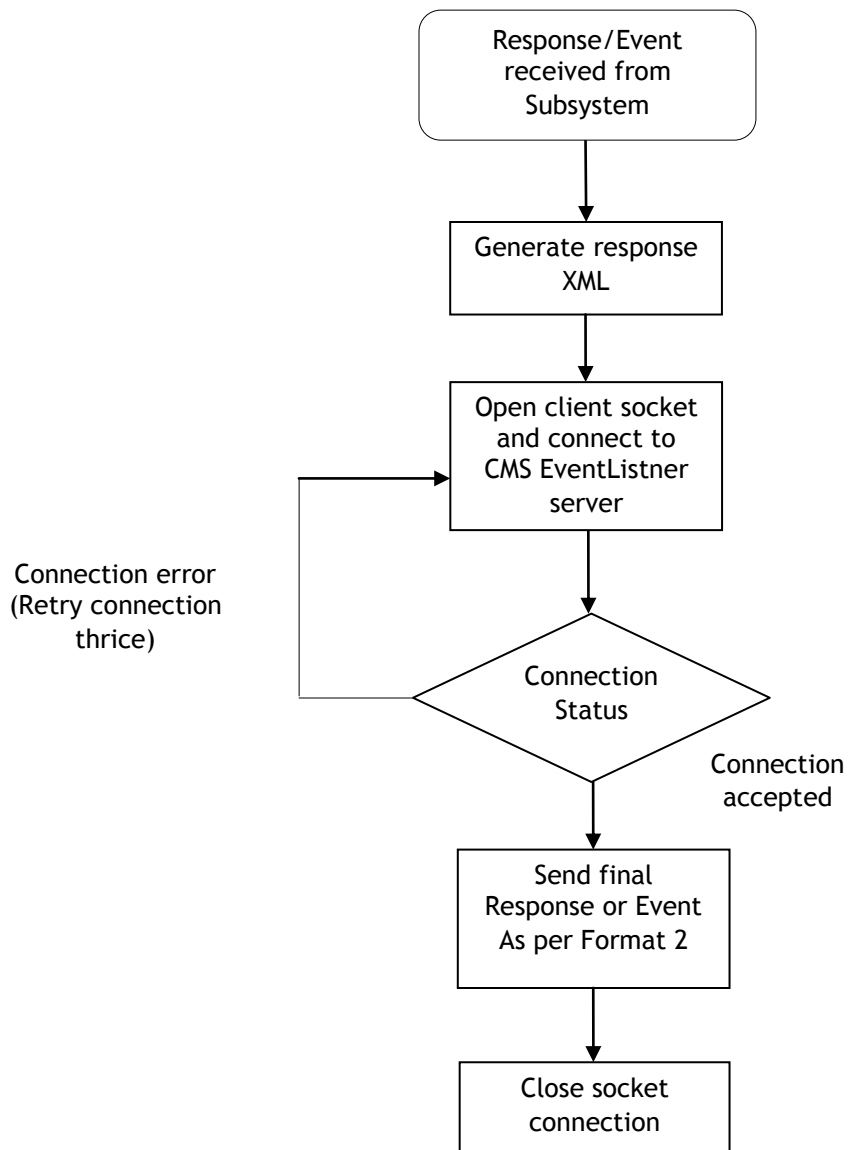 Response/Event
received from
Subsystem
Generate response
XML
Open client socket
and connect to
CMS EventListner
server
Connection error
(Retry connection
thrice)
Connection
Status
Connection
accepted
Send final
Response or Event
As per Format 2
Close socket
connection